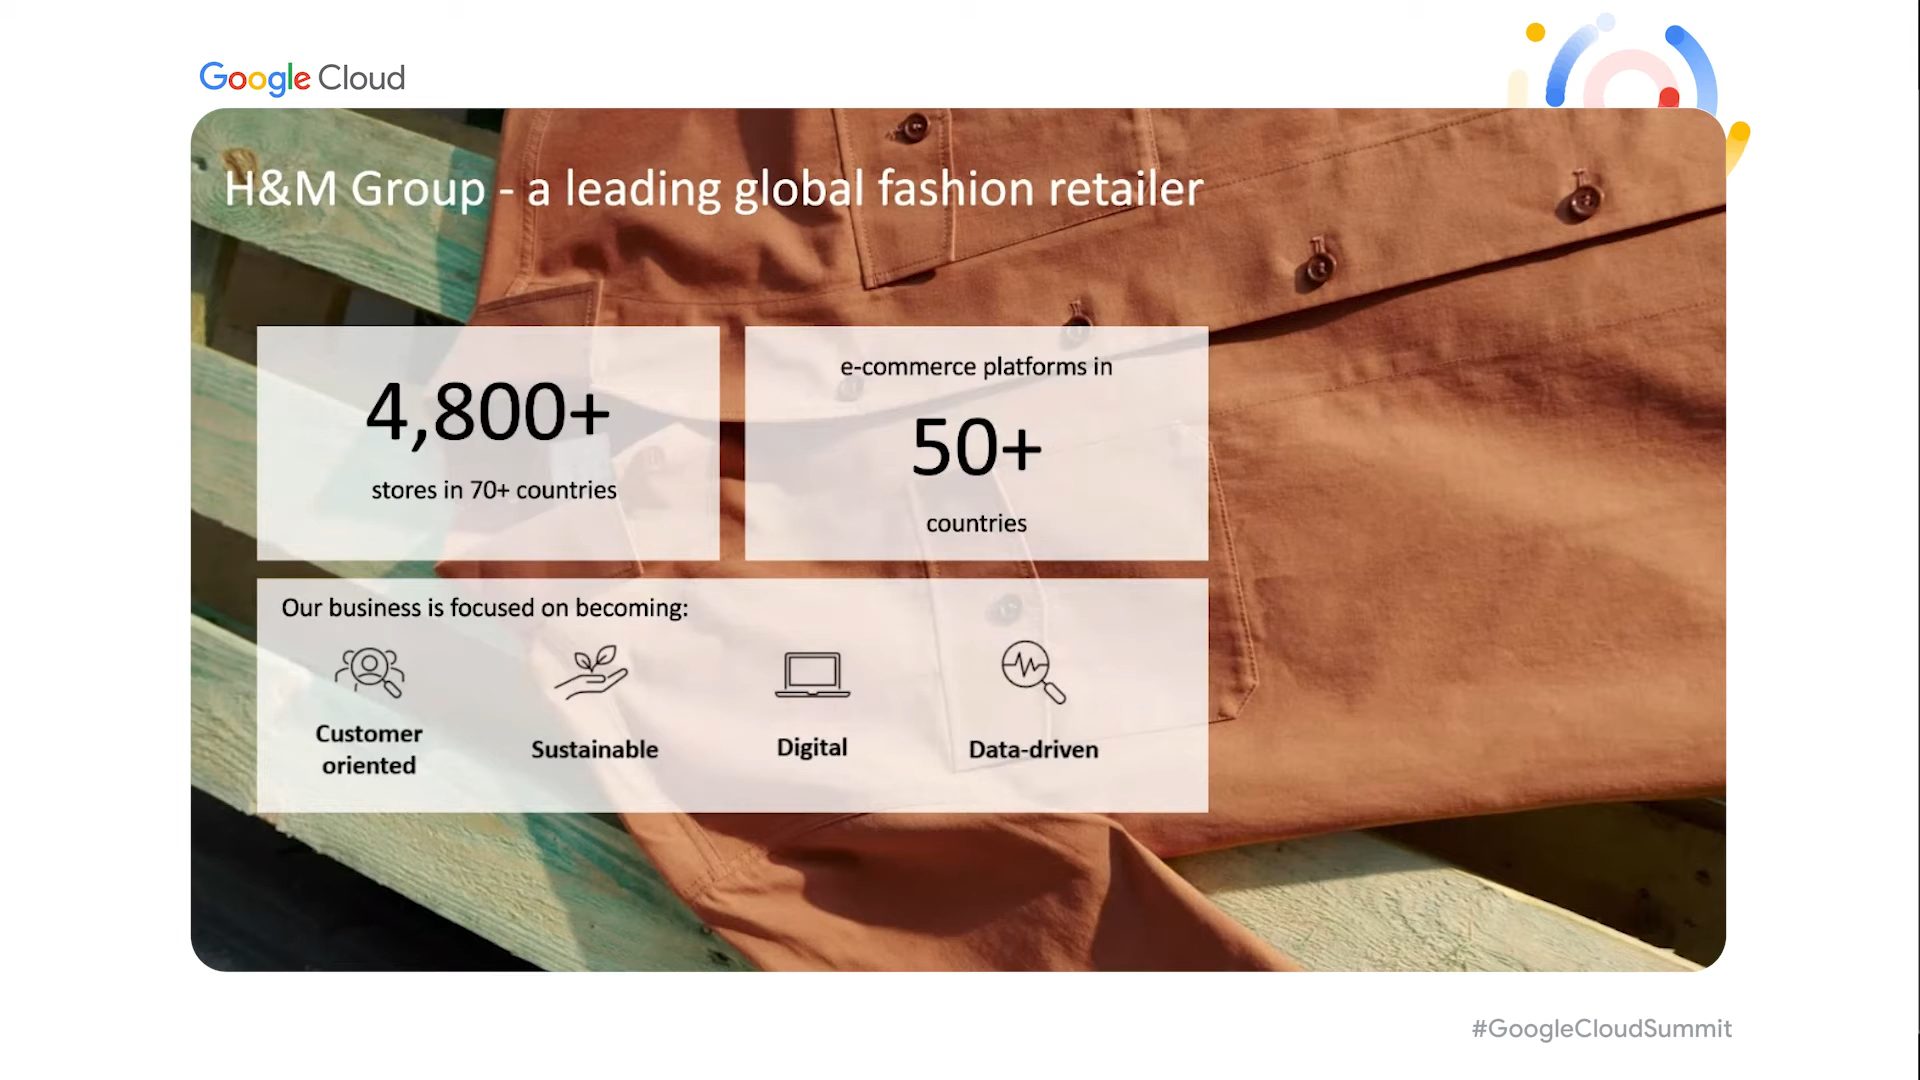 Google Cloud
H&M Group - a leading global fashion retailer
4,800+
stores in 70+ countries
e-commerce platforms in
50+
countries
Our business is focused on becoming:
Customer
oriented
Sustainable
Digital
Data-driven
#GoogleCloudSummit